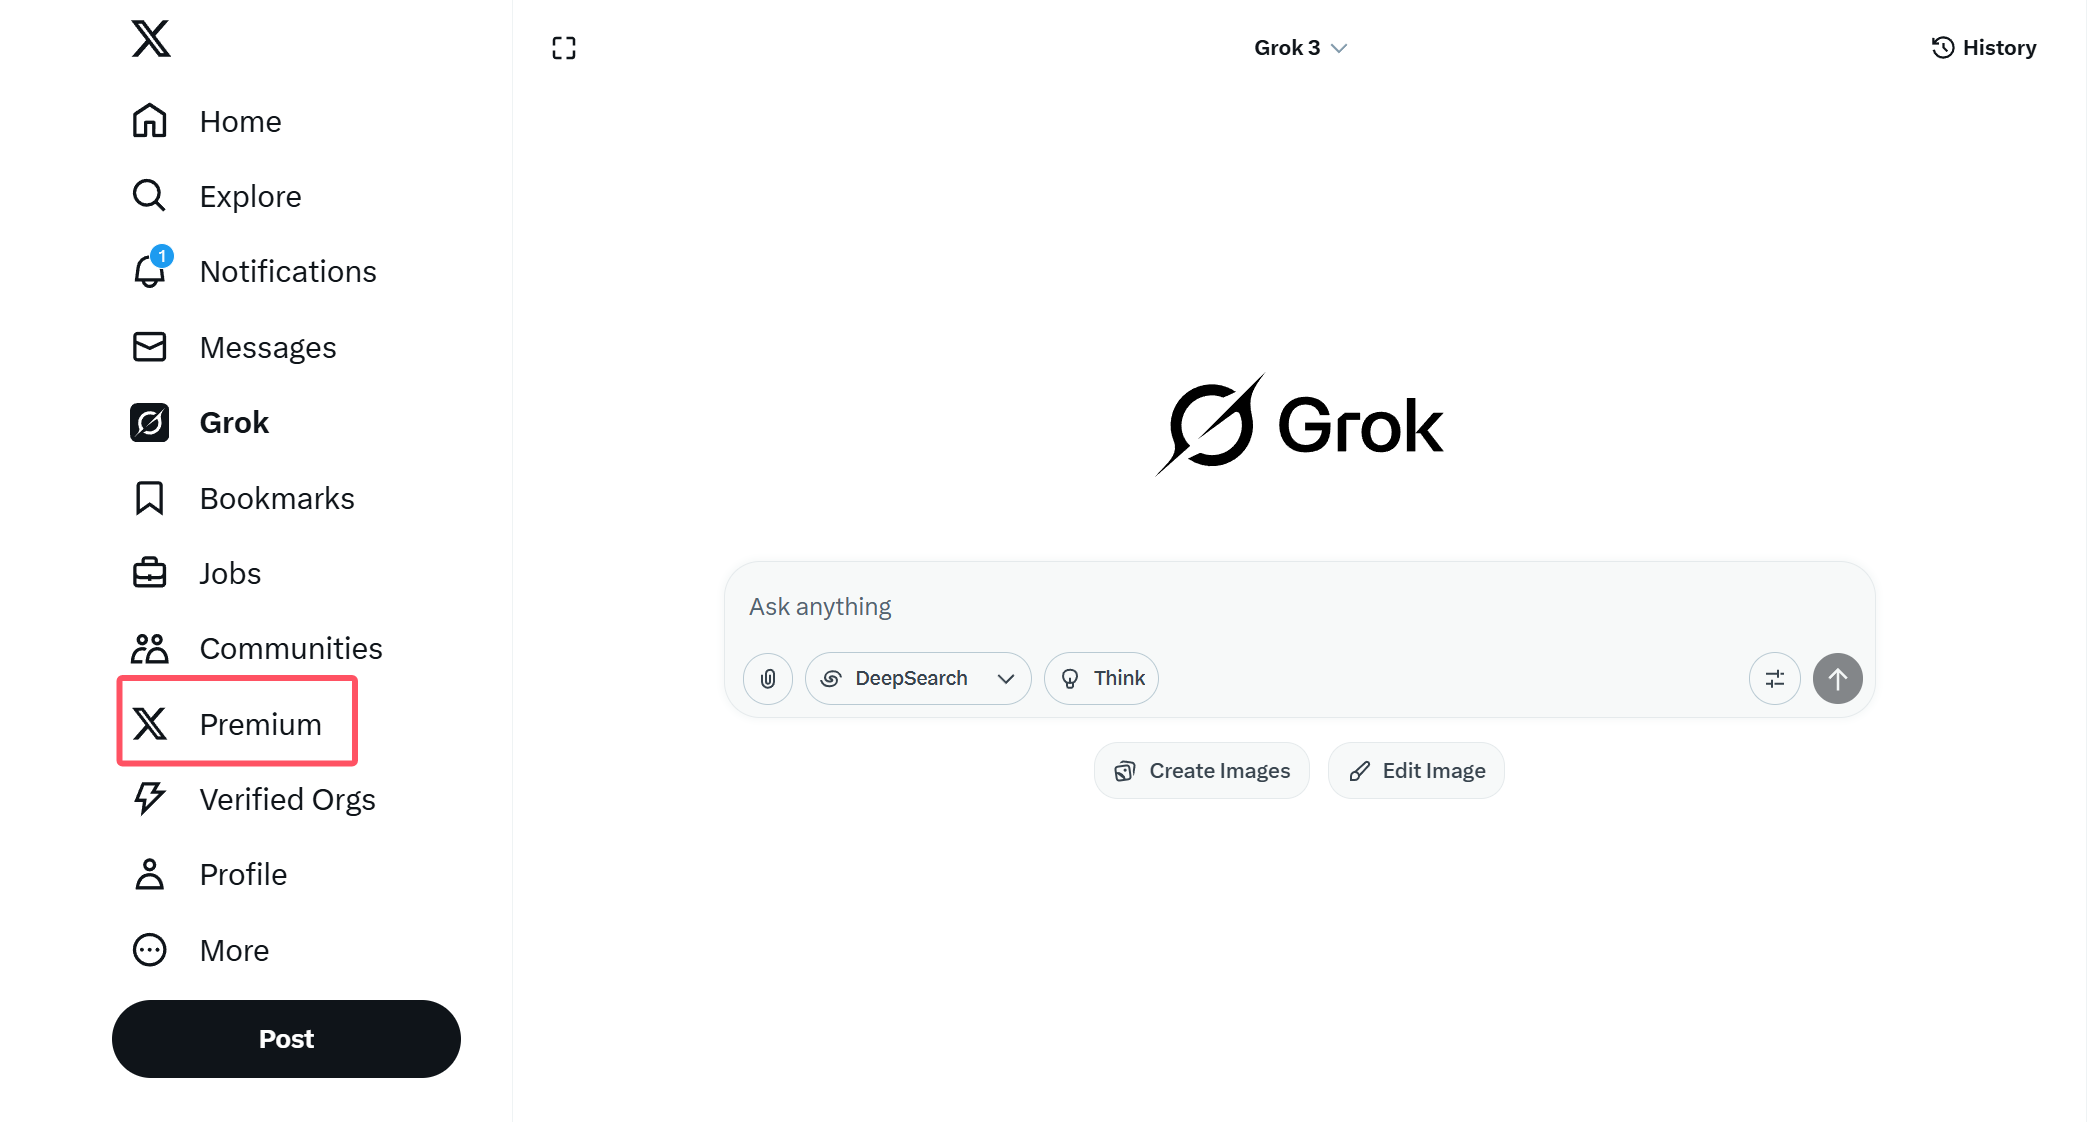 Home
Explore
1
Notifications
Messages
Grok
Bookmarks
Jobs
Communities
Premium
Verified Orgs
Profile
More
Post
Grok 3
History
Grok
Ask anything
DeepSearch
Think
Create Images
Edit Image